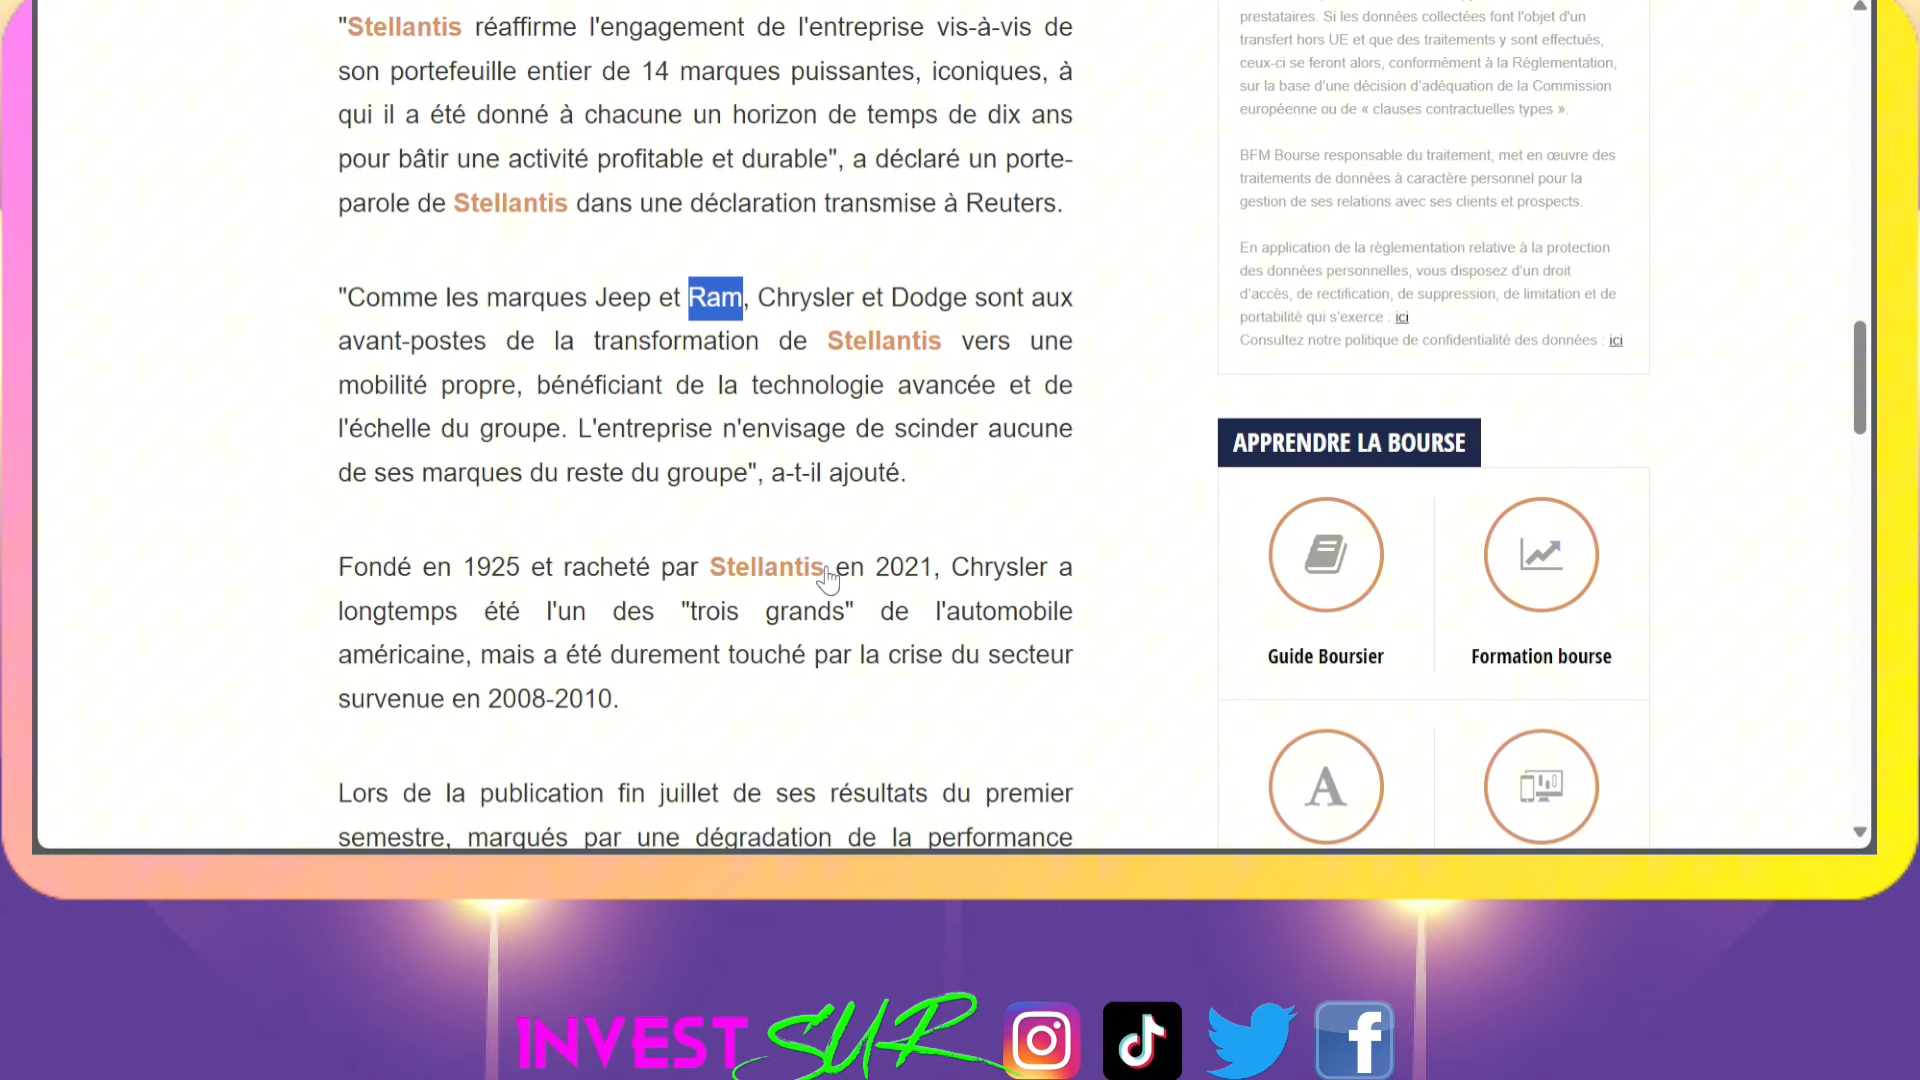 "Stellantis réaffirme l'engagement de l'entreprise vis-à-vis de
son portefeuille entier de 14 marques puissantes, iconiques, à
qui il a été donné à chacune un horizon de temps de dix ans
pour bâtir une activité profitable et durable", a déclaré un porte-
parole de Stellantis dans une déclaration transmise à Reuters.
"Comme les marques Jeep et Ram, Chrysler et Dodge sont aux
avant-postes de la transformation de Stellantis vers une
mobilité propre, bénéficiant de la technologie avancée et de
l'échelle du groupe. L'entreprise n'envisage de scinder aucune
de ses marques du reste du groupe", a-t-il ajouté.
Fondé en 1925 et racheté par Stellantis en 2021, Chrysler a
longtemps été l'un des "trois grands" de l'automobile
américaine, mais a été durement touché par la crise du secteur
survenue en 2008-2010.
Lors de la publication fin juillet de ses résultats du premier
semestre, marqués par une dégradation de la performance
prestataires. Si les données collectées font l'objet d'un
transfert hors UE et que des traitements y sont effectués,
ceux-ci se feront alors, conformément à la Réglementation,
sur la base d'une décision d'adéquation de la Commission
européenne ou de « clauses contractuelles types ».
BFM Bourse responsable du traitement, met en œuvre des
traitements de données à caractère personnel pour la
gestion de ses relations avec ses clients et prospects.
En application de la règlementation relative à la protection
des données personnelles, vous disposez d'un droit
d'accès, de rectification, de suppression, de limitation et de
portabilité qui s'exerce : ici
Consultez notre politique de confidentialité des données : ici
APPRENDRE LA BOURSE
Guide Boursier
Formation bourse
A
INVEST SUR